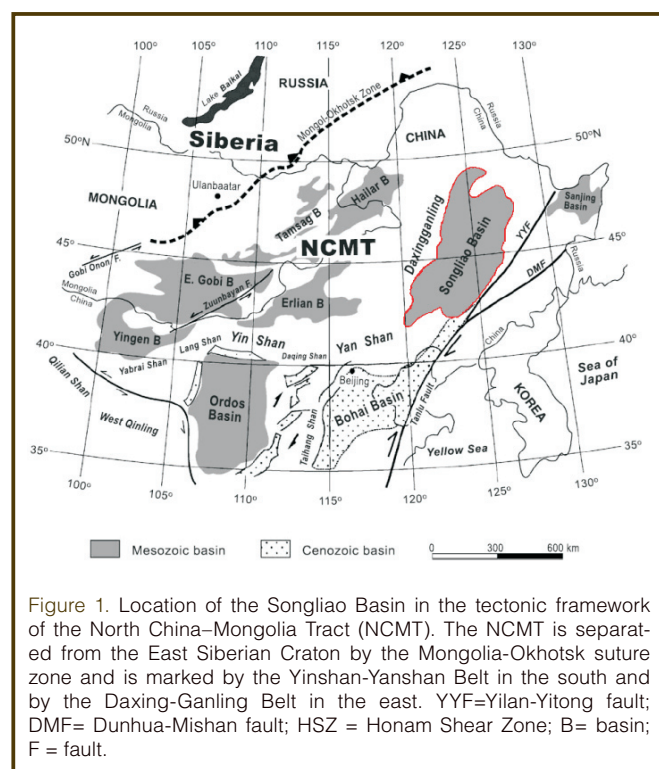 100° 105° 110° 115° 120° 125° 130°
RUSSIA
Lake Baikal
Mongol-Okhotsk Zone
Russia
Mongolia
Siberia
CHINA
Russia
China
50°N
50°N
MONGOLIA
Ulanbaatar
Hailar B
Tamsag B
Daxingganling
Songliao Basin
Sanjing
Basin
NCMT
YYF
45°
45°
Gobi Onon F.
E. Gobi B
Zuunbayan F.
DMF
Russia
Mongolia
China
Erlian B
Yingen B
Lang Shan
Yin Shan
Daqing Shan
Yan Shan
China
40°
40°
Yabrai Shan
Qilian Shan
Beijing
Sea of
Japan
Ordos
Basin
Bohai Basin
Tanlu Fault
KOREA
West Qinling
Taihang Shan
Yellow Sea
35°
35°
100° 105° 110° 115° 120° 125° 130°
Mesozoic basin
Cenozoic basin
0 300 600 km
Figure 1. Location of the Songliao Basin in the tectonic framework
of the North China–Mongolia Tract (NCMT). The NCMT is separat-
ed from the East Siberian Craton by the Mongolia-Okhotsk suture
zone and is marked by the Yinshan-Yanshan Belt in the south and
by the Daxing-Ganling Belt in the east. YYF=Yilan-Yitong fault;
DMF= Dunhua-Mishan fault; HSZ = Honam Shear Zone; B= basin;
F = fault.